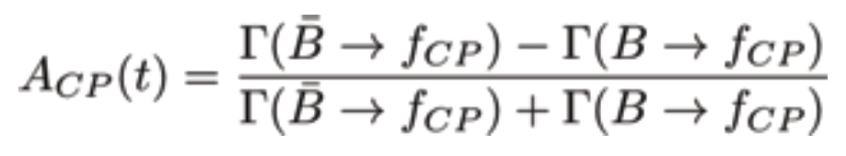 A_{CP}(t) = \frac{\Gamma(\bar{B} \to f_{CP}) - \Gamma(B \to f_{CP})}{\Gamma(\bar{B} \to f_{CP}) + \Gamma(B \to f_{CP})}